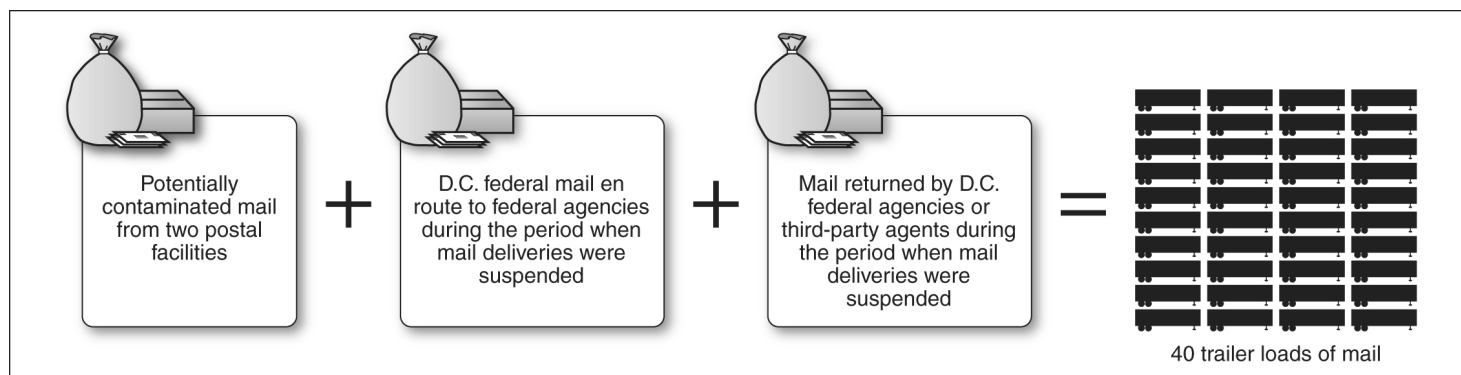 Potentially
contaminated mail
from two postal
facilities
+
D.C. federal mail en
route to federal agencies
during the period when
mail deliveries were
suspended
+
Mail returned by D.C.
federal agencies or
third-party agents during
the period when mail
deliveries were
suspended
=
40 trailer loads of mail